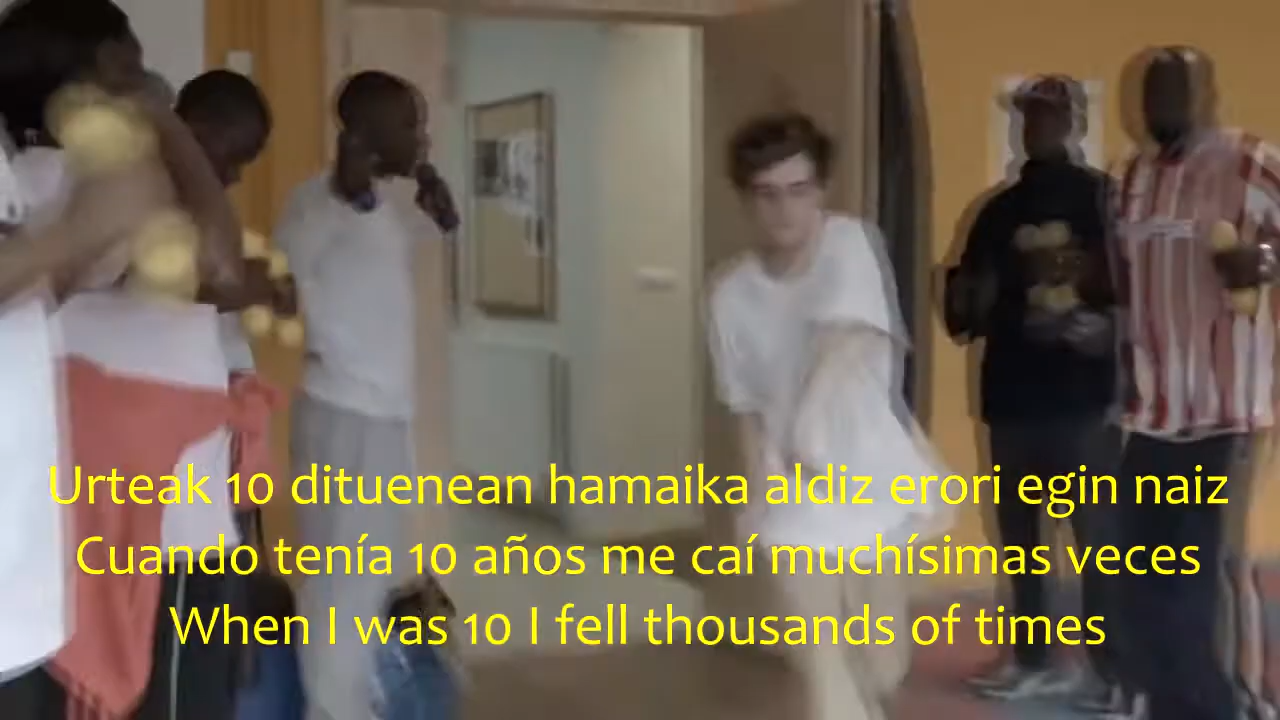 Urteak 10 dituenean hamaika aldiz erori egin naiz
Cuando tenía 10 años me caí muchísimas veces
When I was 10 I fell thousands of times